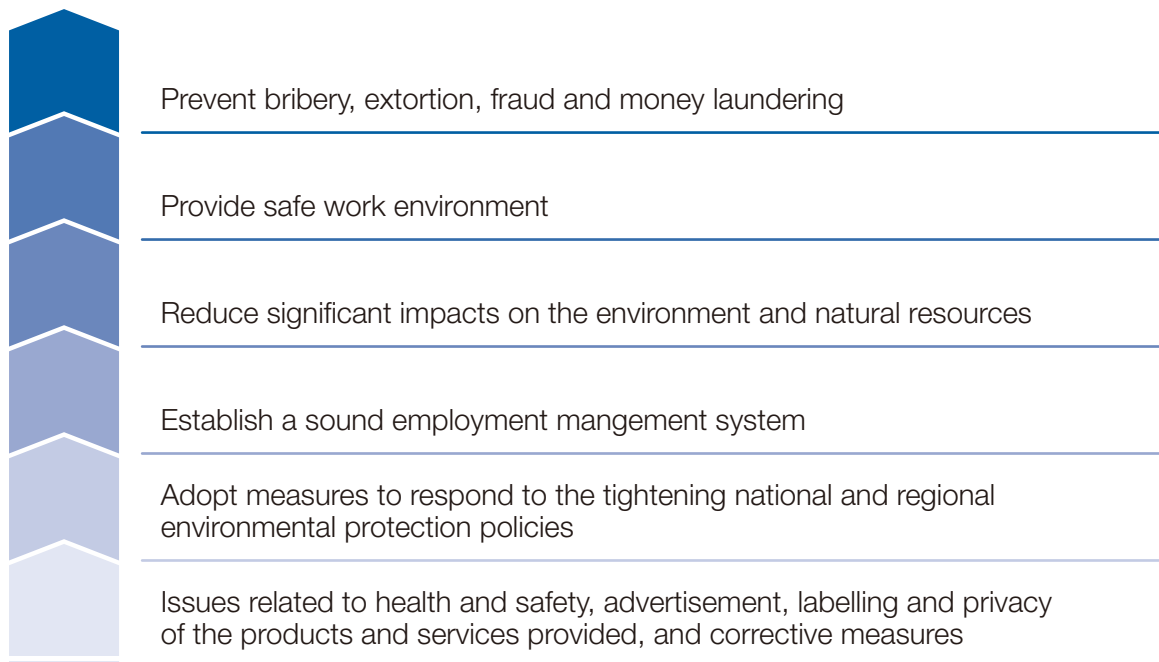 Prevent bribery, extortion, fraud and money laundering
Provide safe work environment
Reduce significant impacts on the environment and natural resources
Establish a sound employment mangement system
Adopt measures to respond to the tightening national and regional
environmental protection policies
Issues related to health and safety, advertisement, labelling and privacy
of the products and services provided, and corrective measures